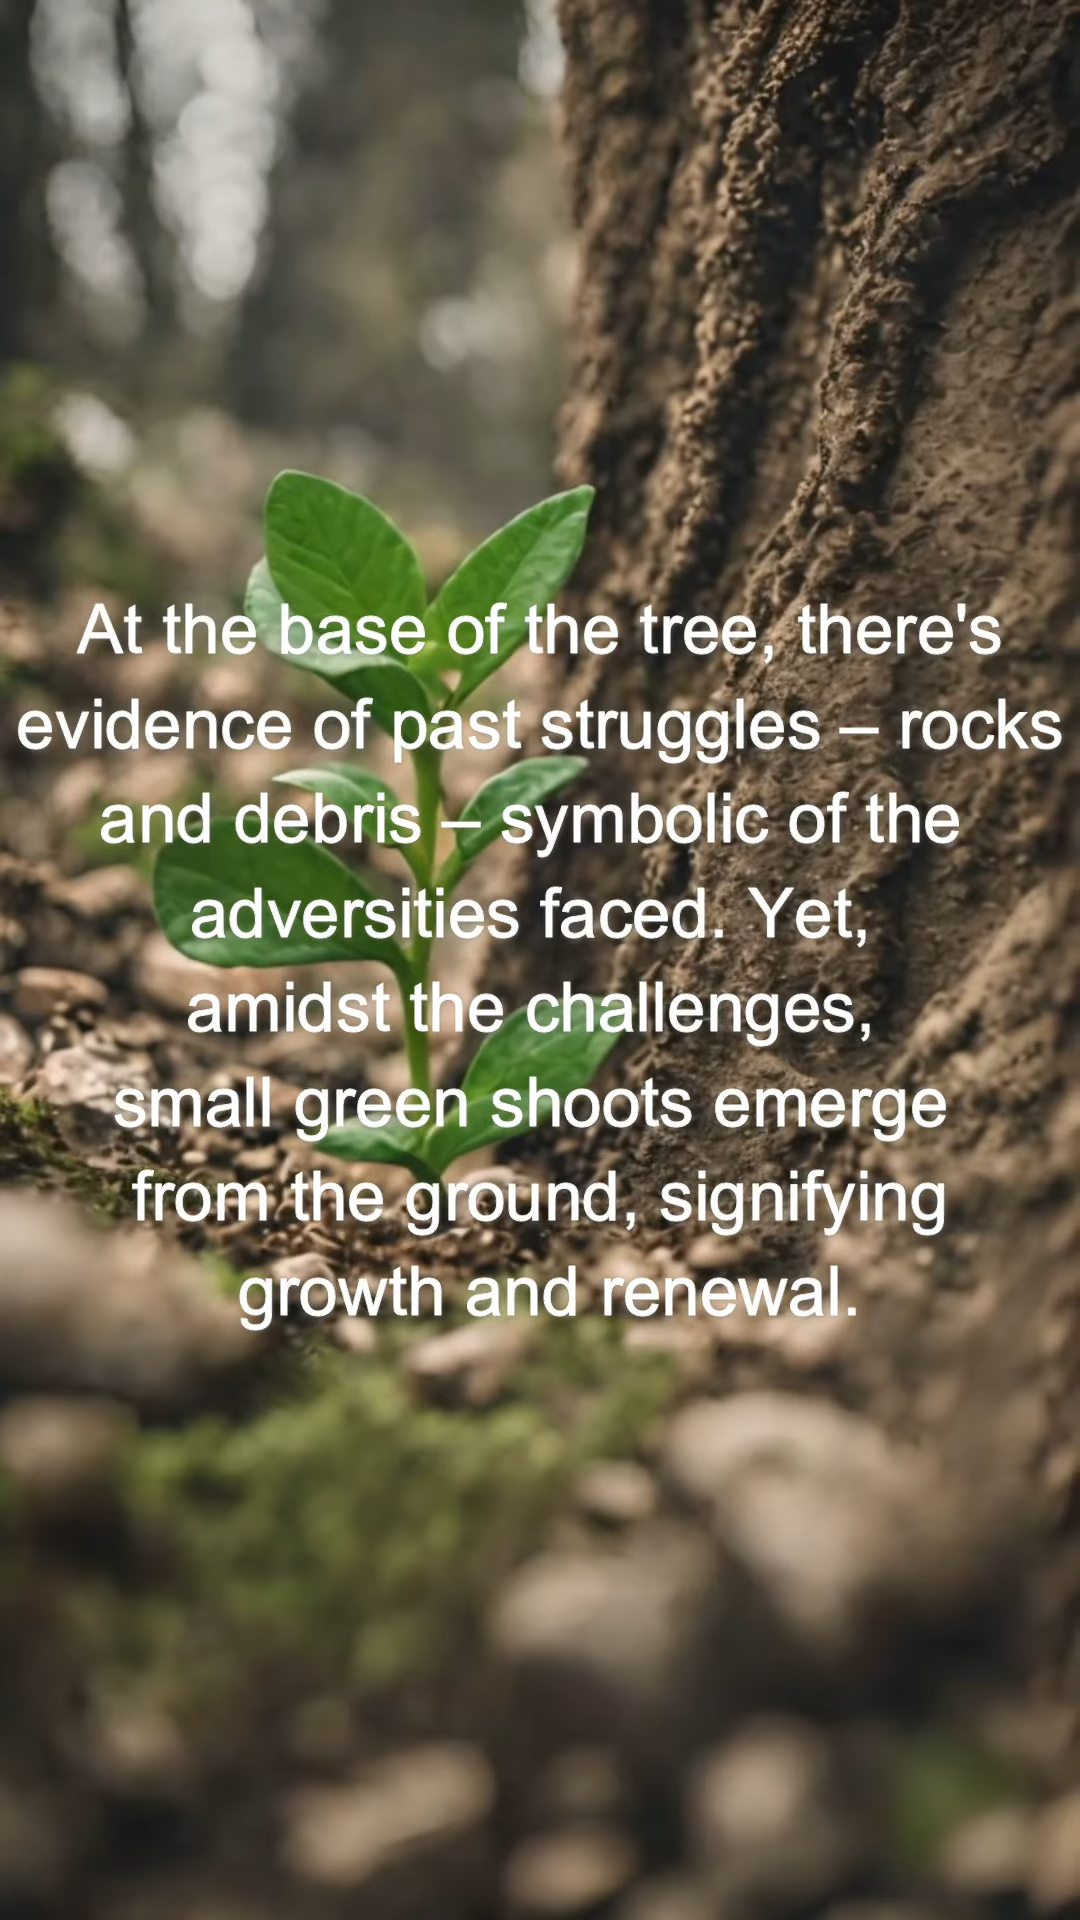 At the base of the tree, there's
evidence of past struggles – rocks
and debris – symbolic of the
adversities faced. Yet,
amidst the challenges,
small green shoots emerge
from the ground, signifying
growth and renewal.